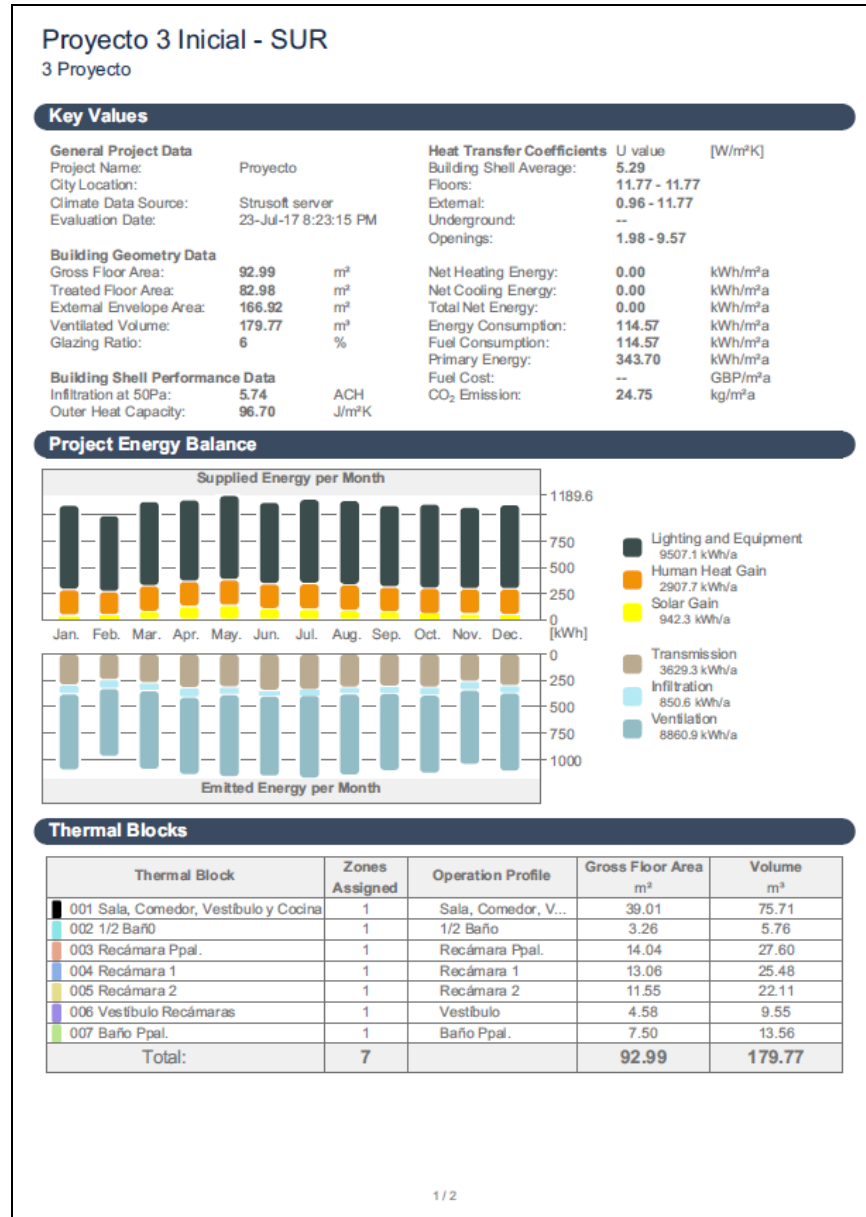 Proyecto 3 Inicial - SUR
3 Proyecto
Key Values
General Project Data
Project Name: Proyecto
City Location:
Climate Data Source: Strusoft server
Evaluation Date: 23-Jul-17 8:23:15 PM
Building Geometry Data
Gross Floor Area: 92.99 m²
Treated Floor Area: 82.98 m²
External Envelope Area: 166.92 m²
Ventilated Volume: 179.77 m³
Glazing Ratio: 6 %
Building Shell Performance Data
Infiltration at 50Pa: 5.74 ACH
Outer Heat Capacity: 96.70 J/m²K
Heat Transfer Coefficients U value [W/m²K]
Building Shell Average: 5.29
Floors: 11.77 - 11.77
External: 0.96 - 11.77
Underground: --
Openings: 1.98 - 9.57
Net Heating Energy: 0.00 kWh/m²a
Net Cooling Energy: 0.00 kWh/m²a
Total Net Energy: 0.00 kWh/m²a
Energy Consumption: 114.57 kWh/m²a
Fuel Consumption: 114.57 kWh/m²a
Primary Energy: 343.70 kWh/m²a
Fuel Cost: -- GBP/m²a
CO₂ Emission: 24.75 kg/m²a
Project Energy Balance
Supplied Energy per Month
1189.6
750
500
250
0
Jan. Feb. Mar. Apr. May. Jun. Jul. Aug. Sep. Oct. Nov. Dec. [kWh]
0
250
500
750
1000
Emitted Energy per Month
Lighting and Equipment
9507.1 kWh/a
Human Heat Gain
2907.7 kWh/a
Solar Gain
942.3 kWh/a
Transmission
3629.3 kWh/a
Infiltration
850.6 kWh/a
Ventilation
8860.9 kWh/a
Thermal Blocks
Thermal Block Zones Assigned Operation Profile Gross Floor Area m² Volume m³
001 Sala, Comedor, Vestíbulo y Cocina 1 Sala, Comedor, V... 39.01 75.71
002 1/2 Bañ0 1 1/2 Baño 3.26 5.76
003 Recámara Ppal. 1 Recámara Ppal. 14.04 27.60
004 Recámara 1 1 Recámara 1 13.06 25.48
005 Recámara 2 1 Recámara 2 11.55 22.11
006 Vestíbulo Recámaras 1 Vestíbulo 4.58 9.55
007 Baño Ppal. 1 Baño Ppal. 7.50 13.56
Total: 7 92.99 179.77
1 / 2